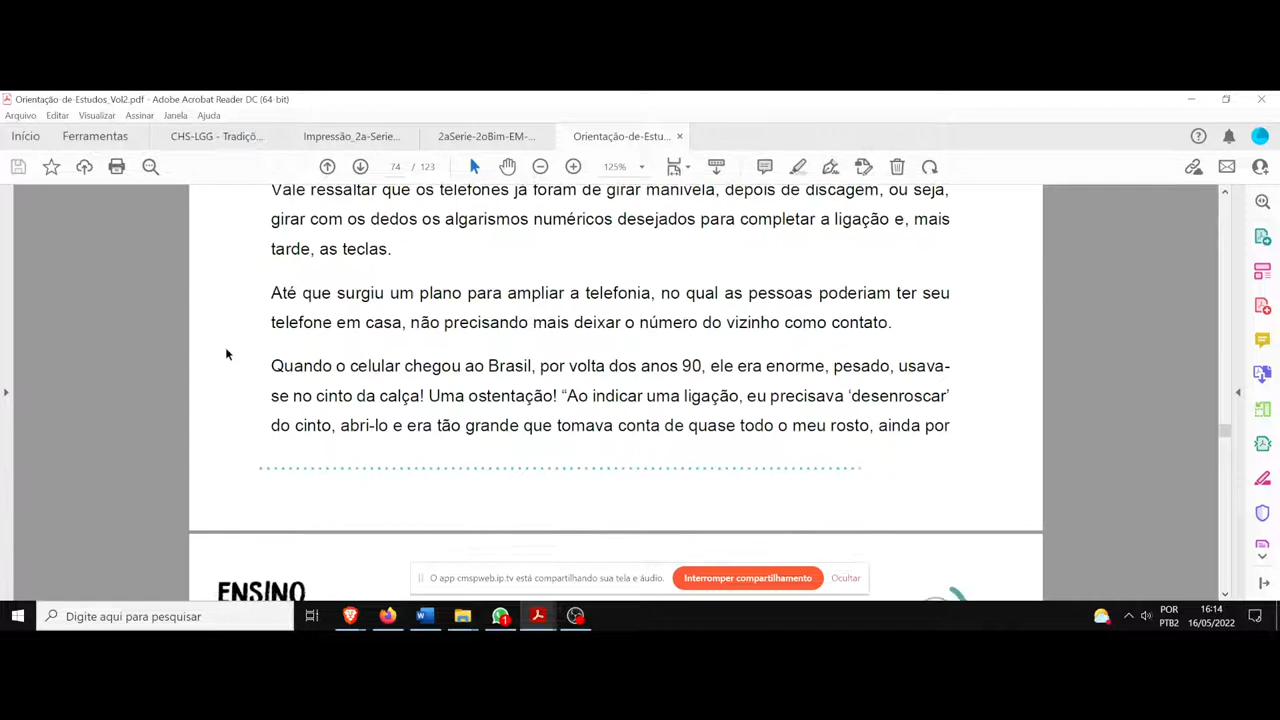 Orientação-de-Estudos_Vol2.pdf - Adobe Acrobat Reader DC (64-bit)
Arquivo Editar Visualizar Assinar Janela Ajuda
Início Ferramentas CHS-LGG - Tradiçõ... Impressão_2a-Serie... 2aSerie-2oBim-EM-... Orientação-de-Estu... ×
74 / 123 125%
Vale ressaltar que os telefones já foram de girar manivela, depois de discagem, ou seja,
girar com os dedos os algarismos numéricos desejados para completar a ligação e, mais
tarde, as teclas.
Até que surgiu um plano para ampliar a telefonia, no qual as pessoas poderiam ter seu
telefone em casa, não precisando mais deixar o número do vizinho como contato.
Quando o celular chegou ao Brasil, por volta dos anos 90, ele era enorme, pesado, usava-
se no cinto da calça! Uma ostentação! “Ao indicar uma ligação, eu precisava ‘desenroscar’
do cinto, abri-lo e era tão grande que tomava conta de quase todo o meu rosto, ainda por
O app cmspweb.ip.tv está compartilhando sua tela e áudio. Interromper compartilhamento Ocultar
ENSINO
Digite aqui para pesquisar
1
POR 16:14
PTB2 16/05/2022